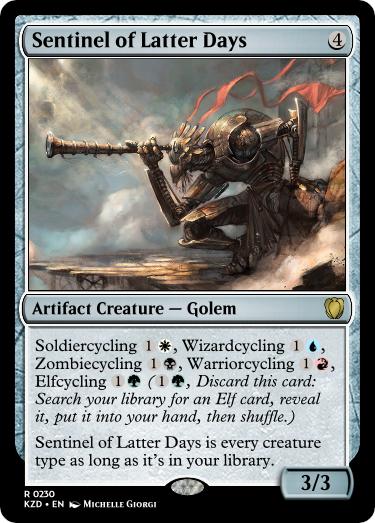 Sentinel of Latter Days 4
Artifact Creature — Golem
Soldiercycling 1, Wizardcycling 1,
Zombiecycling 1, Warriorcycling 1,
Elfcycling 1 (1, Discard this card:
Search your library for an Elf card, reveal
it, put it into your hand, then shuffle.)
Sentinel of Latter Days is every creature
type as long as it's in your library.
3/3
R 0230
KZD • EN Michelle Giorgi